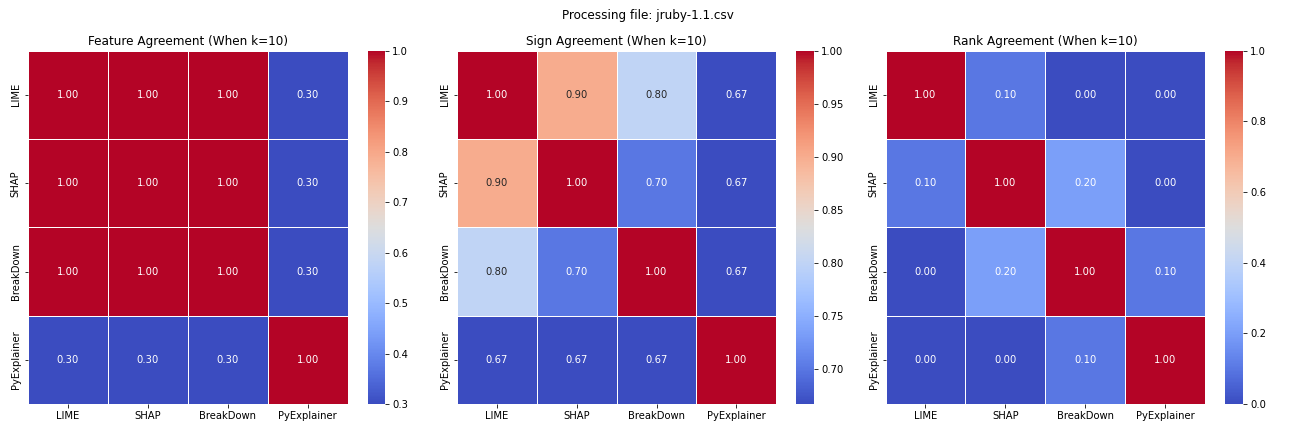 Processing file: jruby-1.1.csv
Feature Agreement (When k=10)
LIME
1.00 1.00 1.00 0.30
SHAP
1.00 1.00 1.00 0.30
BreakDown
1.00 1.00 1.00 0.30
PyExplainer
0.30 0.30 0.30 1.00
LIME SHAP BreakDown PyExplainer
1.0
0.9
0.8
0.7
0.6
0.5
0.4
0.3
Sign Agreement (When k=10)
LIME
1.00 0.90 0.80 0.67
SHAP
0.90 1.00 0.70 0.67
BreakDown
0.80 0.70 1.00 0.67
PyExplainer
0.67 0.67 0.67 1.00
LIME SHAP BreakDown PyExplainer
1.00
0.95
0.90
0.85
0.80
0.75
0.70
Rank Agreement (When k=10)
LIME
1.00 0.10 0.00 0.00
SHAP
0.10 1.00 0.20 0.00
BreakDown
0.00 0.20 1.00 0.10
PyExplainer
0.00 0.00 0.10 1.00
LIME SHAP BreakDown PyExplainer
1.0
0.8
0.6
0.4
0.2
0.0